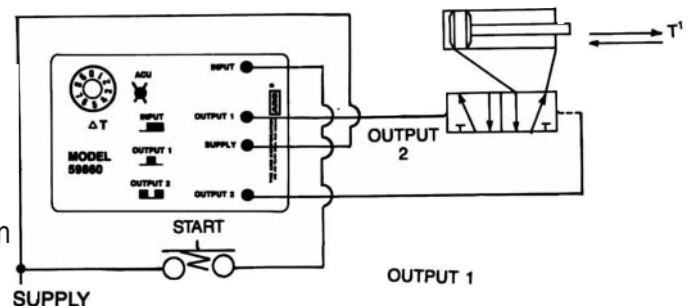 INPUT
ACU
OUTPUT 1
INPUT
ΔT
SUPPLY
OUTPUT 1
MODEL
59860
OUTPUT 2
OUTPUT 2
OUTPUT
2
T¹
START
m
SUPPLY
OUTPUT 1